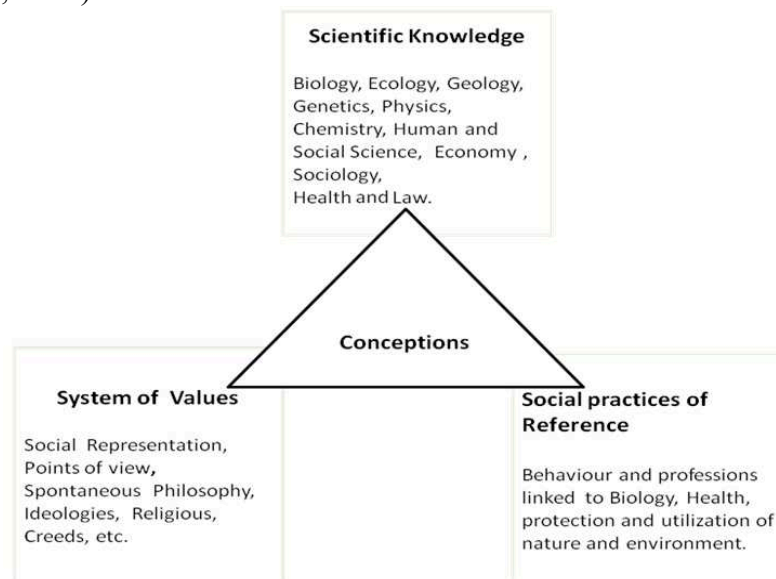 Scientific Knowledge
Biology, Ecology, Geology,
Genetics, Physics,
Chemistry, Human and
Social Science, Economy ,
Sociology,
Health and Law.
Conceptions
System of Values
Social Representation,
Points of view,
Spontaneous Philosophy,
Ideologies, Religious,
Creeds, etc.
Social practices of
Reference
Behaviour and professions
linked to Biology, Health,
protection and utilization of
nature and environment.